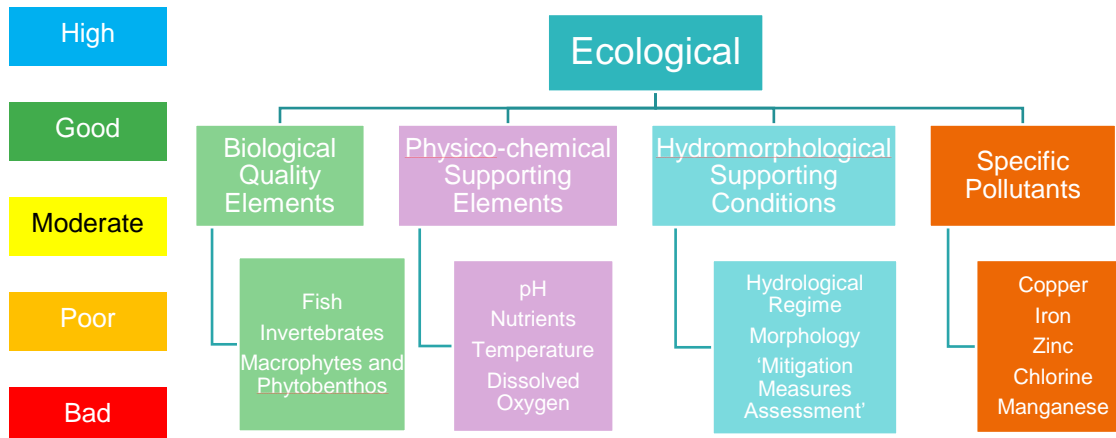 High
Good
Moderate
Poor
Bad
Ecological
Biological
Quality
Elements
Fish
Invertebrates
Macrophytes and
Phytobenthos
Physico-chemical
Supporting
Elements
pH
Nutrients
Temperature
Dissolved
Oxygen
Hydromorphological
Supporting
Conditions
Hydrological
Regime
Morphology
‘Mitigation
Measures
Assessment’
Specific
Pollutants
Copper
Iron
Zinc
Chlorine
Manganese